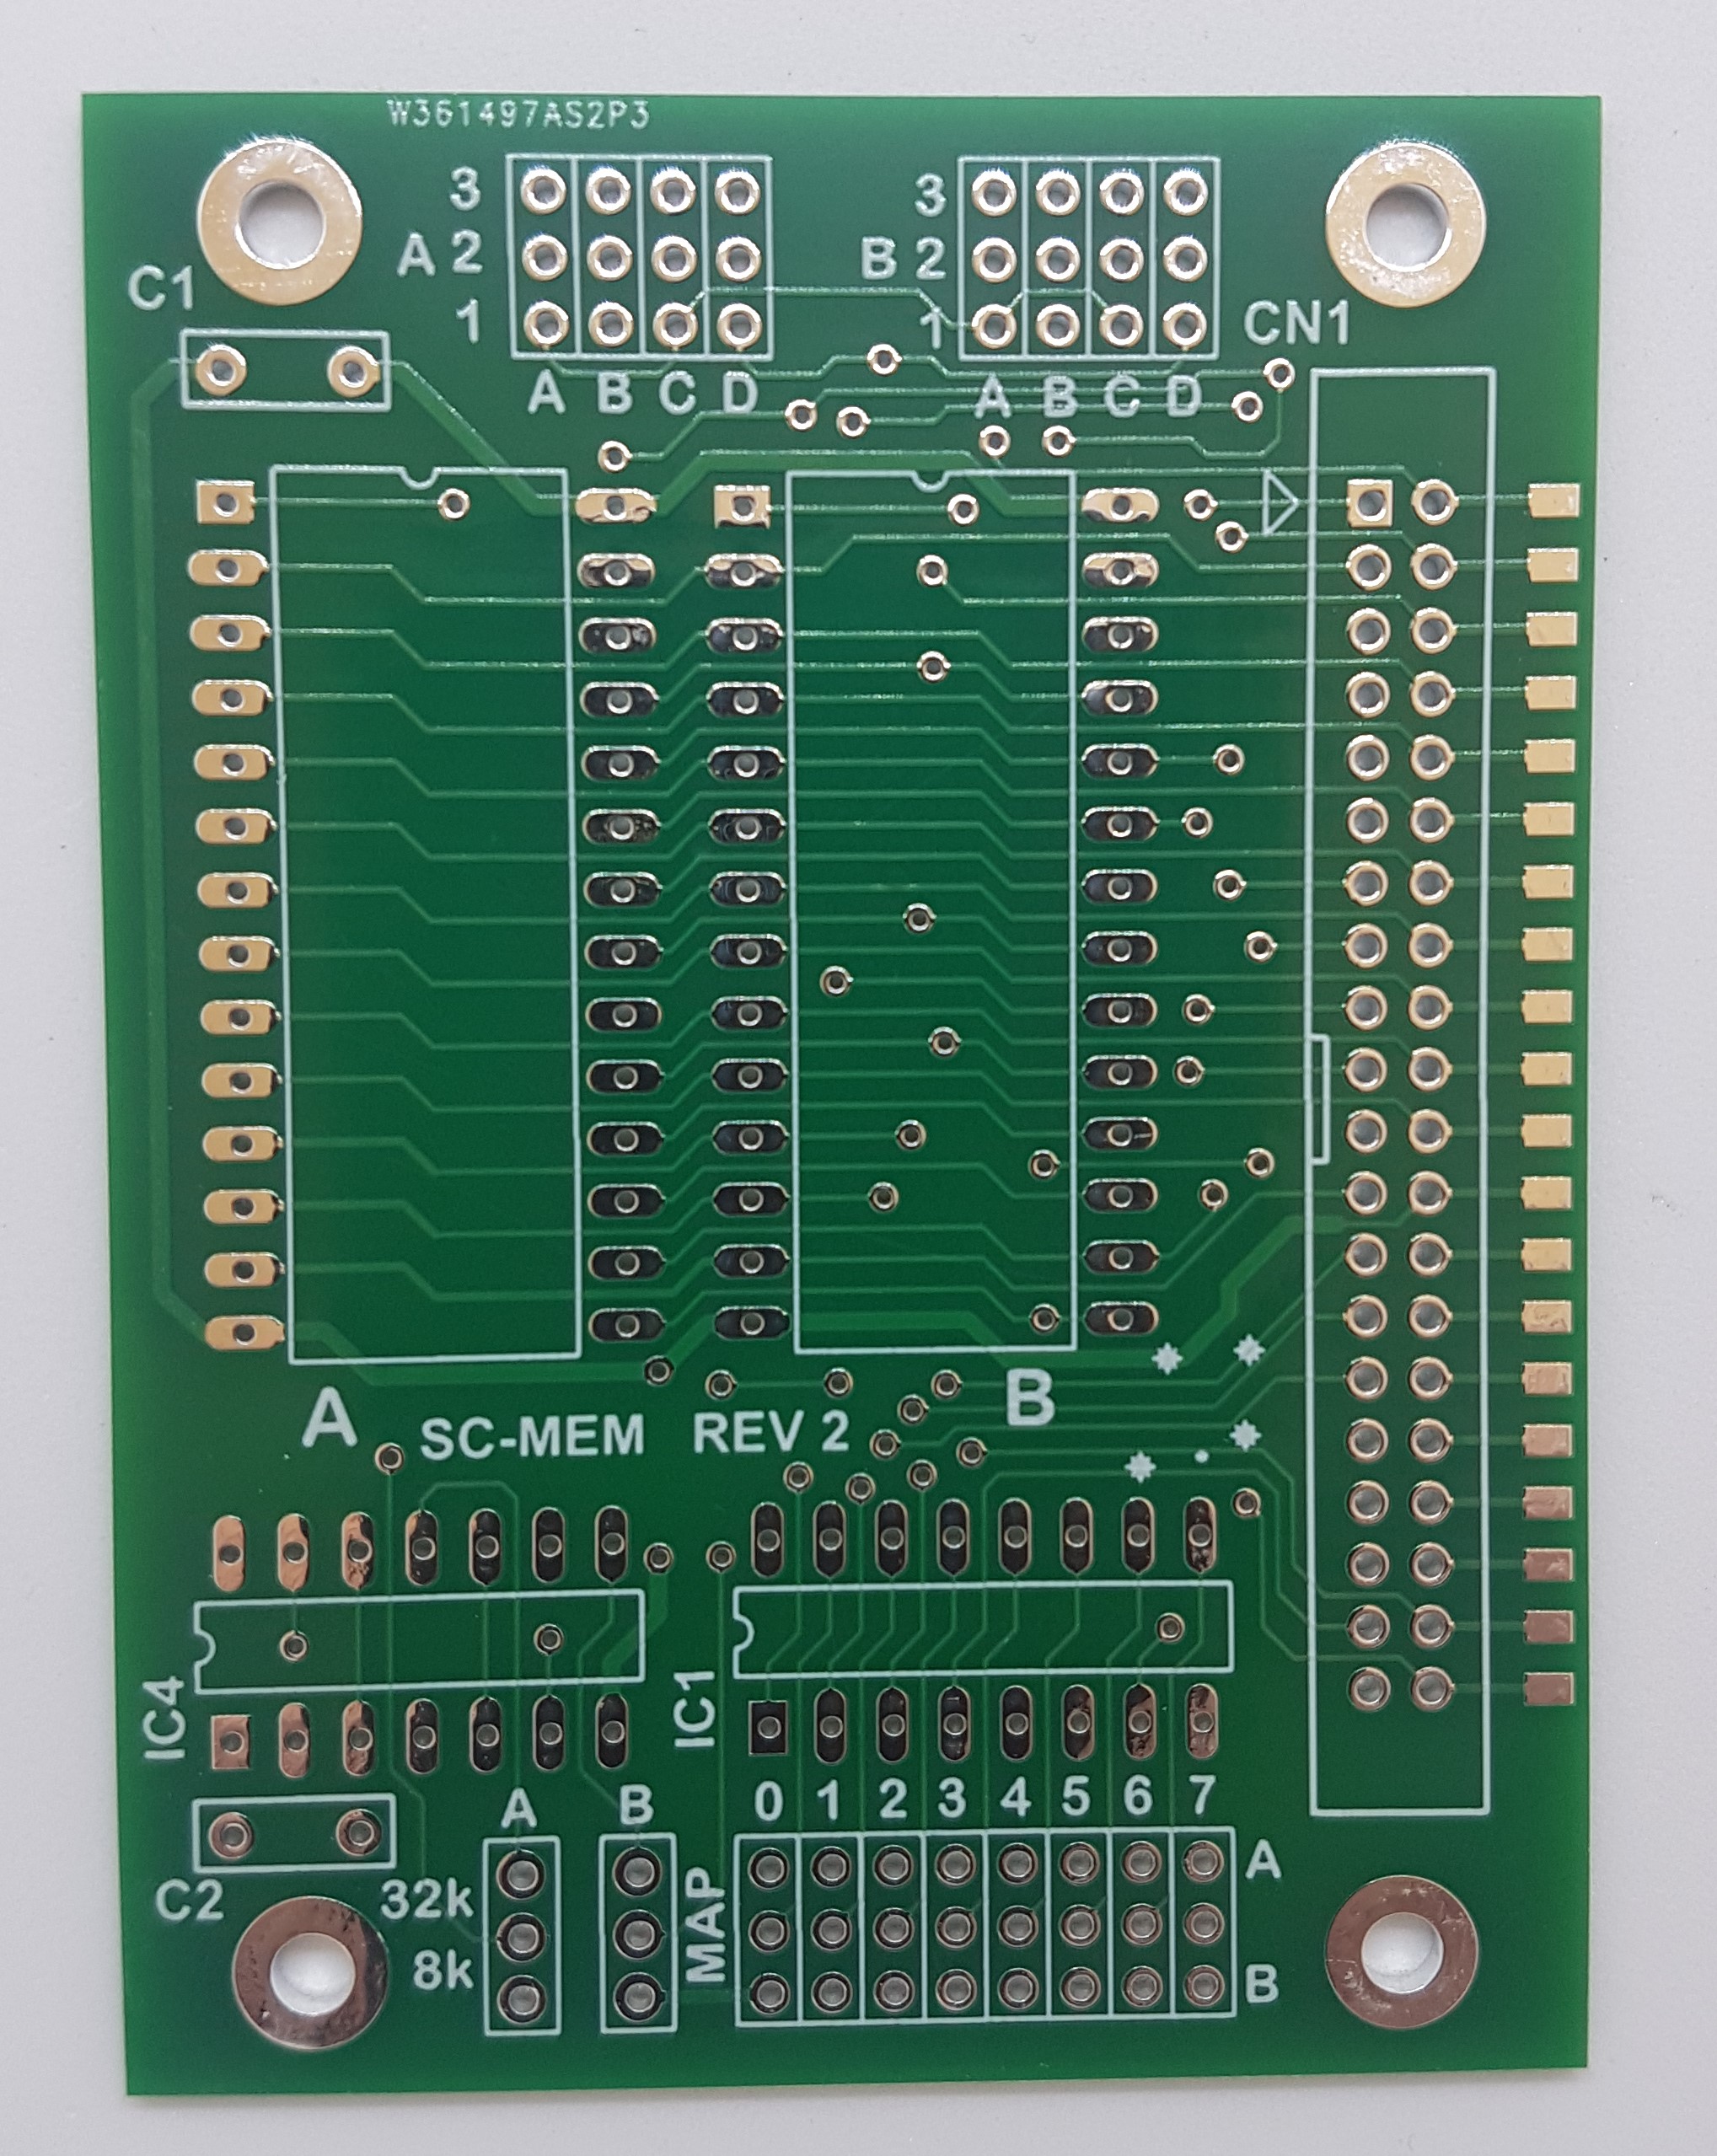 W361497AS2P3
3
3
A 2
B 2
C1
1
1
CN1
A B C D
A B C D
A
B
SC-MEM REV 2
IC4
IC1
A
B
0 1 2 3 4 5 6 7
C2
32k
8k
MAP
A
B